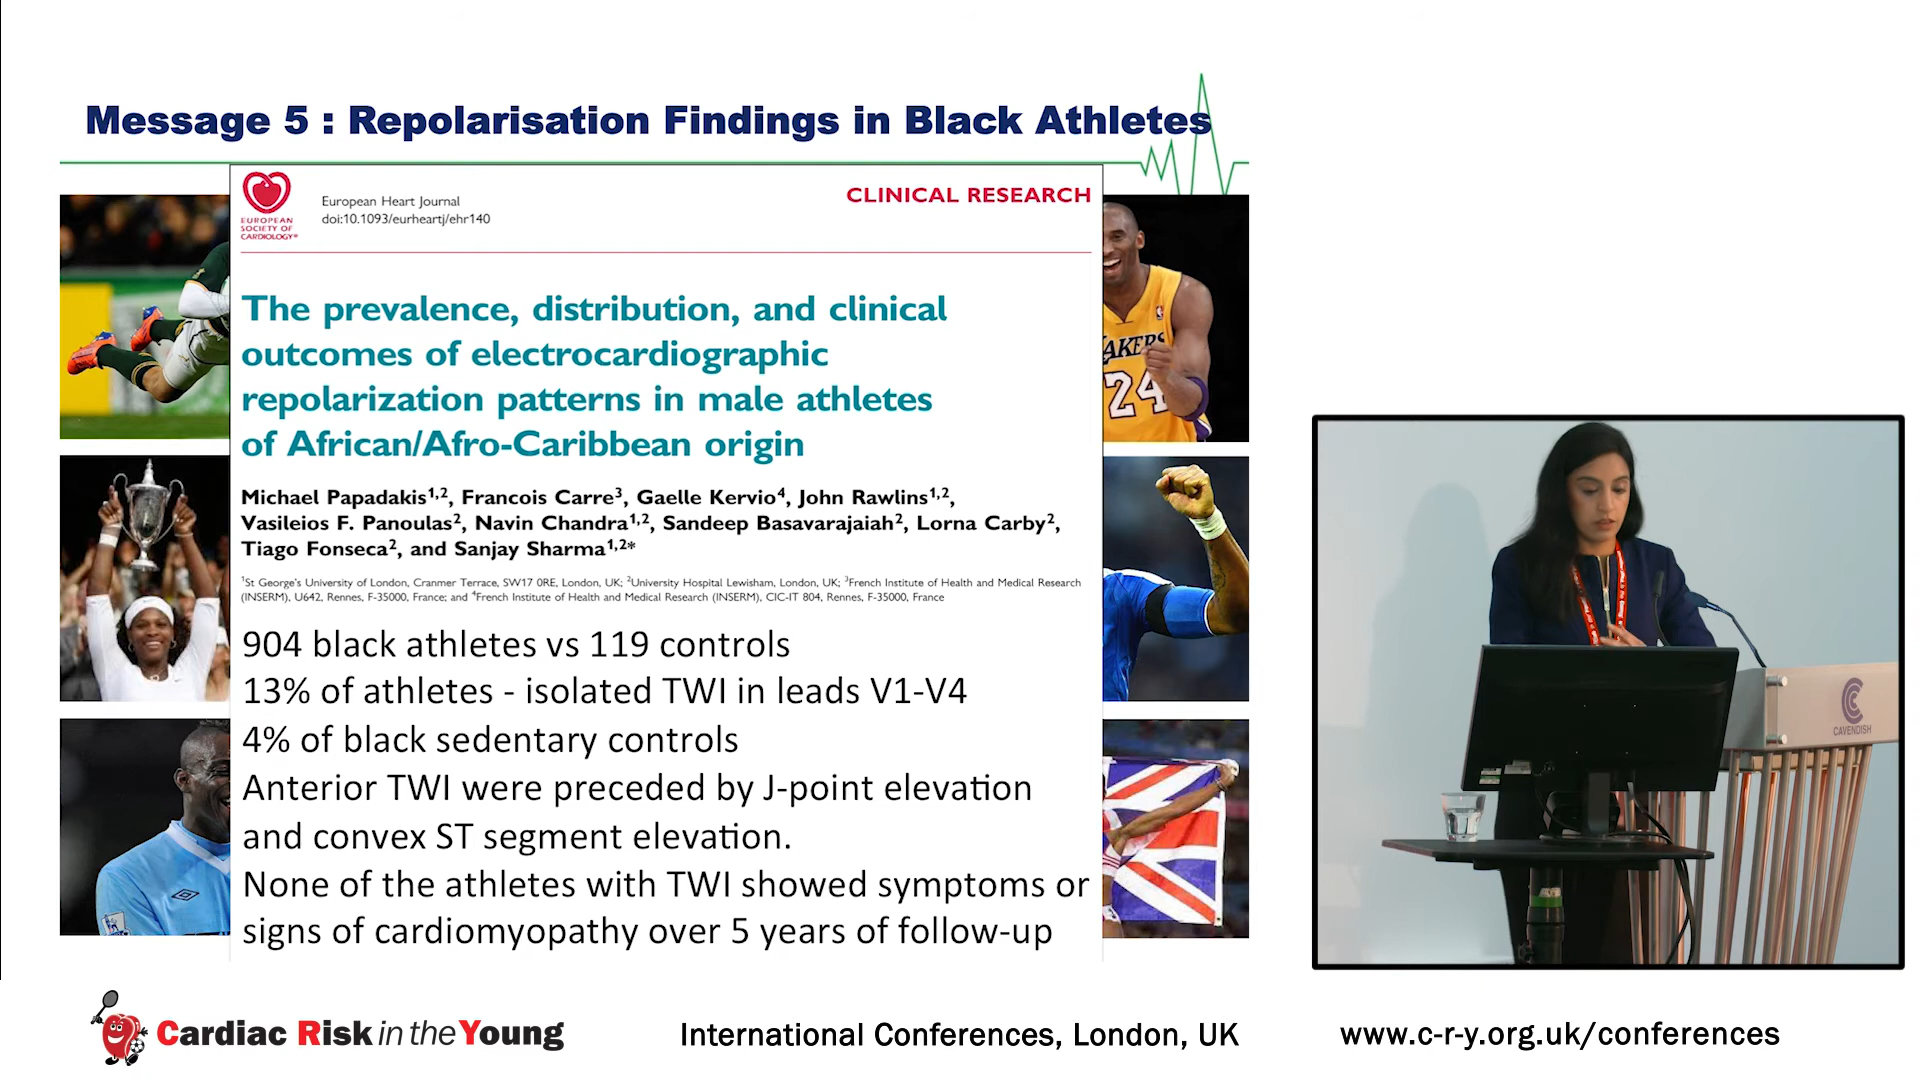 Message 5 : Repolarisation Findings in Black Athletes
EUROPEAN
SOCIETY OF
CARDIOLOGY®
European Heart Journal
doi:10.1093/eurheartj/ehr140
CLINICAL RESEARCH
The prevalence, distribution, and clinical
outcomes of electrocardiographic
repolarization patterns in male athletes
of African/Afro-Caribbean origin
Michael Papadakis1,2, Francois Carre3, Gaelle Kervio4, John Rawlins1,2,
Vasileios F. Panoulas2, Navin Chandra1,2, Sandeep Basavarajaiah2, Lorna Carby2,
Tiago Fonseca2, and Sanjay Sharma1,2*
1St George's University of London, Cranmer Terrace, SW17 0RE, London, UK; 2University Hospital Lewisham, London, UK; 3French Institute of Health and Medical Research
(INSERM), U642, Rennes, F-35000, France; and 4French Institute of Health and Medical Research (INSERM), CIC-IT 804, Rennes, F-35000, France
904 black athletes vs 119 controls
13% of athletes - isolated TWI in leads V1-V4
4% of black sedentary controls
Anterior TWI were preceded by J-point elevation
and convex ST segment elevation.
None of the athletes with TWI showed symptoms or
signs of cardiomyopathy over 5 years of follow-up
AKERS
24
CAVENDISH
Cardiac Risk in the Young
International Conferences, London, UK
www.c-r-y.org.uk/conferences